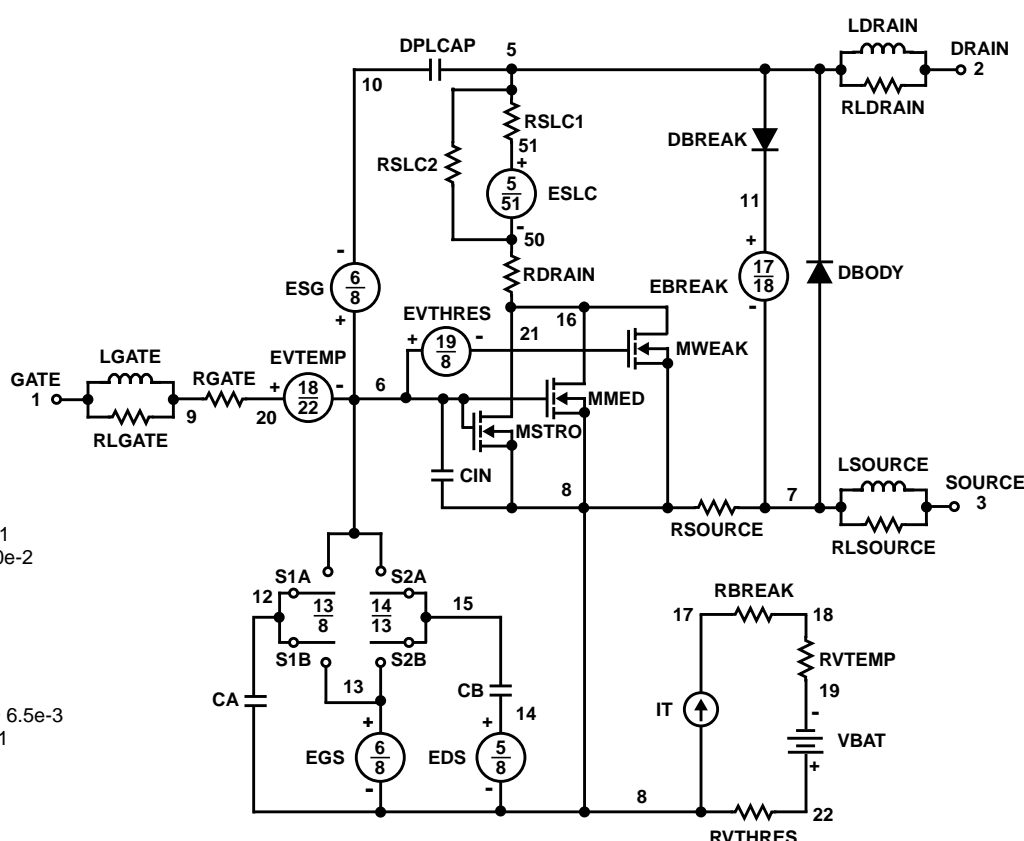 LDRAIN
DPLCAP
5
DRAIN
2
10
RLDRAIN
RSLC1
51
+
RSLC2
5
51
ESLC
-
50
DBREAK
11
+
17
18
EBREAK
-
DBODY
-
6
8
ESG
+
RDRAIN
EVTHRES
+
19
8
-
21
16
MWEAK
LGATE
GATE
1
RLGATE
9
RGATE
20
EVTEMP
+
18
22
-
6
MMED
MSTRO
CIN
8
LSOURCE
7
SOURCE
3
RSOURCE
RLSOURCE
1
0e-2
S1A
S2A
12
13
8
14
13
15
S1B
S2B
13
CA
CB
14
+
EGS
6
8
-
+
EDS
5
8
-
6.5e-3
1
RBREAK
17
18
RVTEMP
19
-
IT
VBAT
+
8
22
RVTHRES